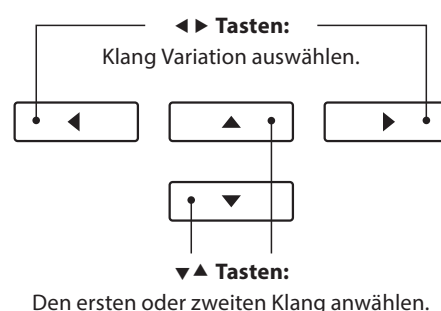 ◀▶ Tasten:
Klang Variation auswählen.
▼▲ Tasten:
Den ersten oder zweiten Klang anwählen.